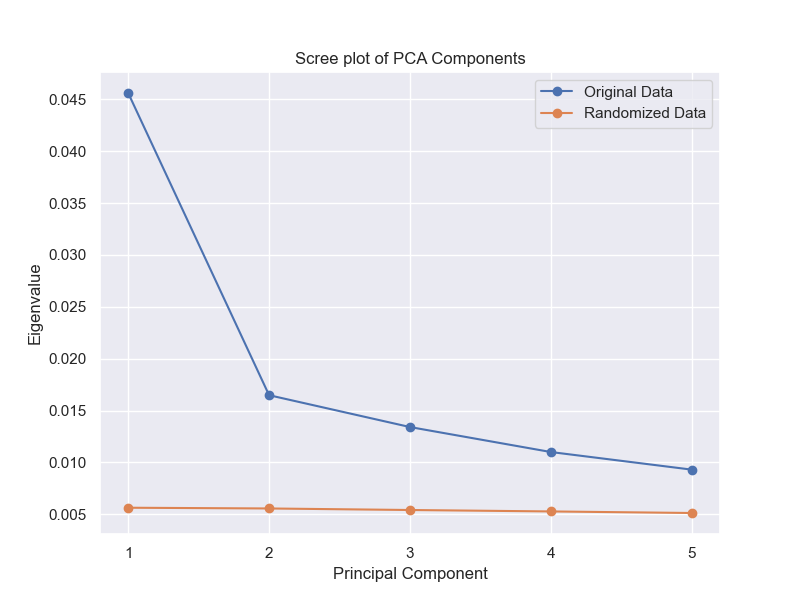 Scree plot of PCA Components
Original Data
Randomized Data
0.045
0.040
0.035
0.030
0.025
0.020
0.015
0.010
0.005
Eigenvalue
1 2 3 4 5
Principal Component